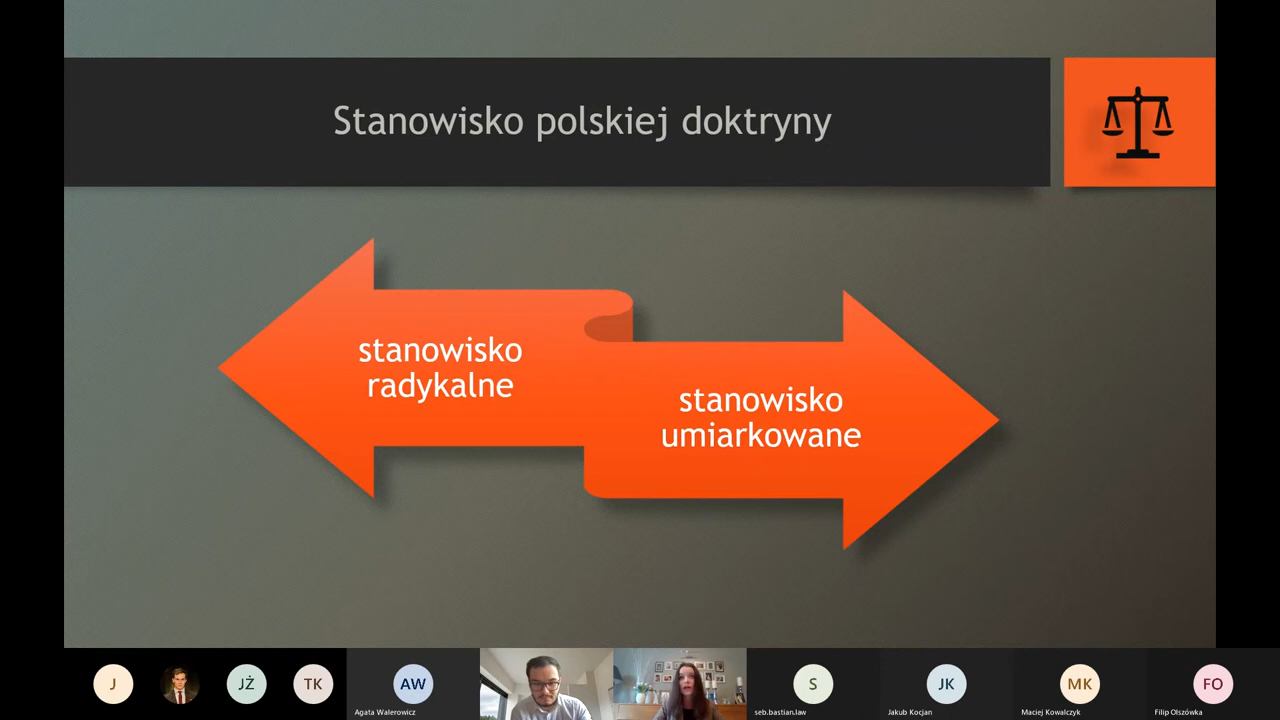 Stanowisko polskiej doktryny
stanowisko
radykalne
stanowisko
umiarkowane
J
JŻ
TK
AW
S
JK
MK
FO
Agata Walerowicz
seb.bastian.law
Jakub Kocjan
Maciej Kowalczyk
Filip Olszówka